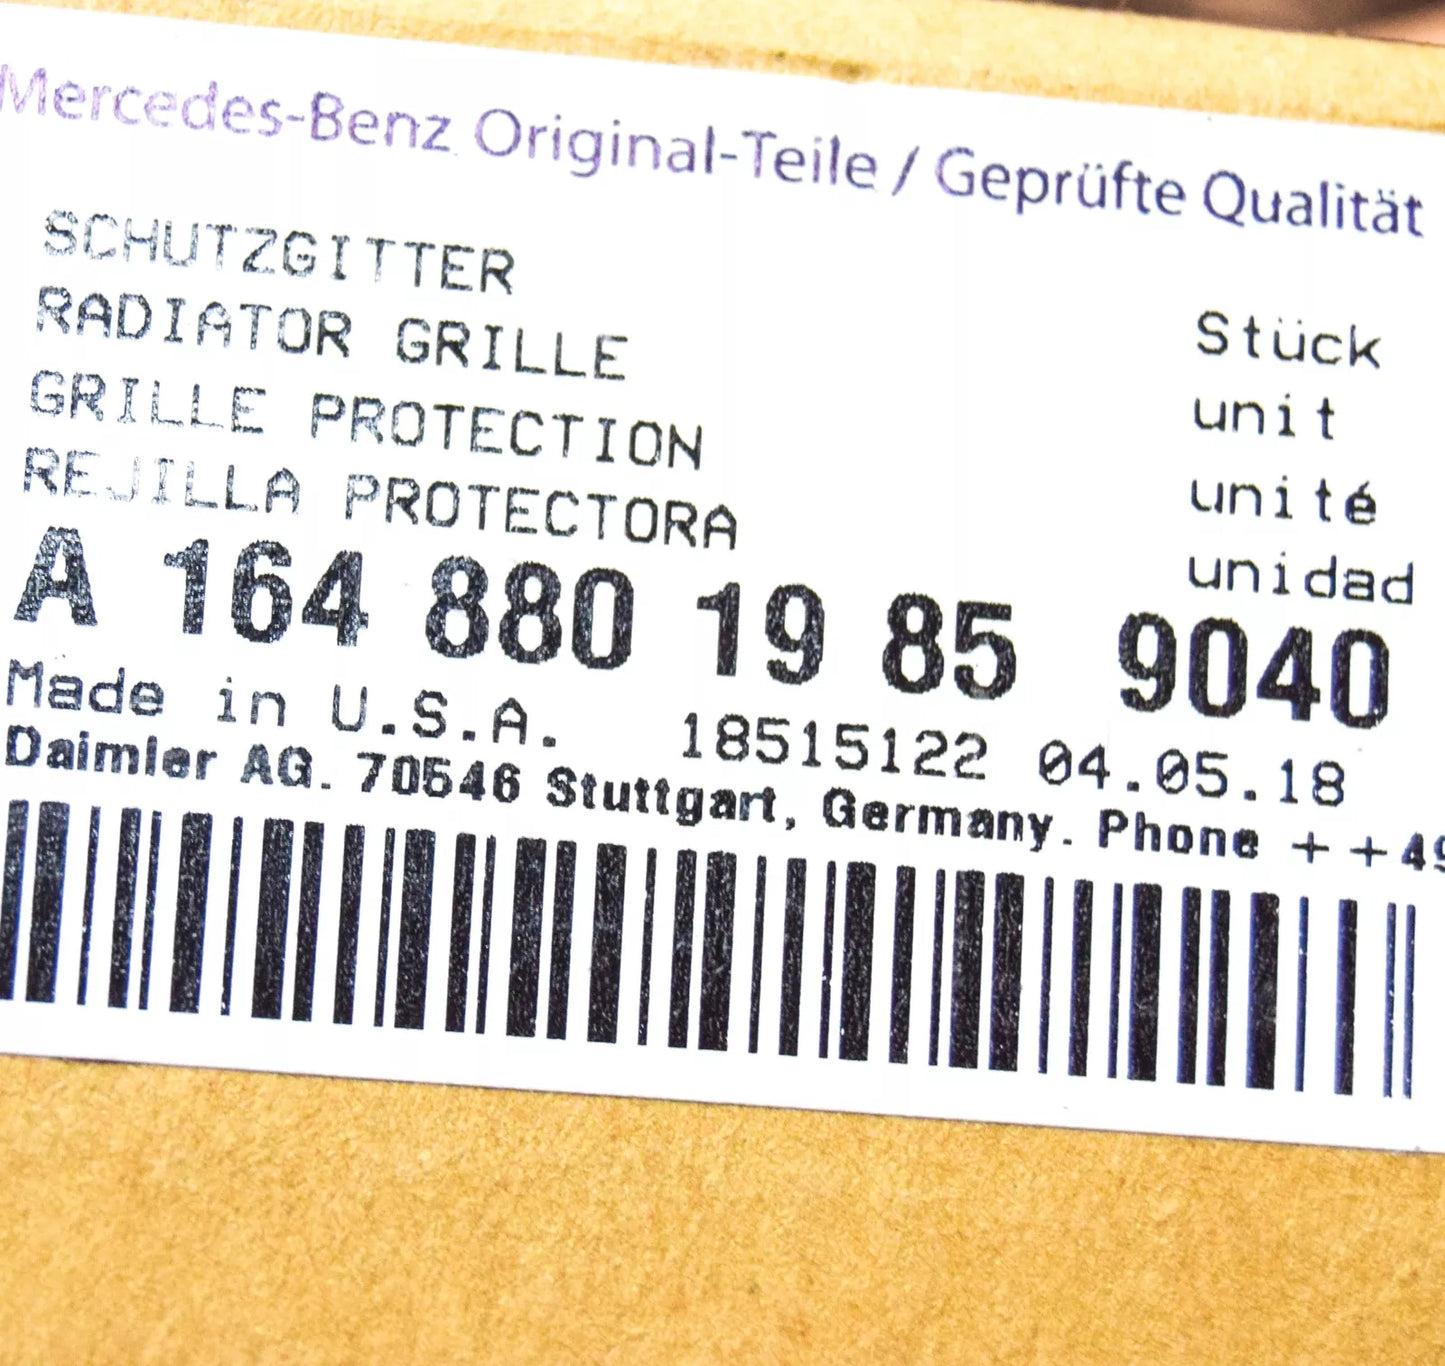 Mercedes-Benz Original-Teile / Geprüfte Qualität
SCHUTZGITTER
RADIATOR GRILLE Stück
GRILLE PROTECTION unit
REJILLA PROTECTORA unité
unidad
A 164 880 19 85 9040
Made in U.S.A. 18515122 04.05.18
Daimler AG. 70546 Stuttgart, Germany. Phone ++49